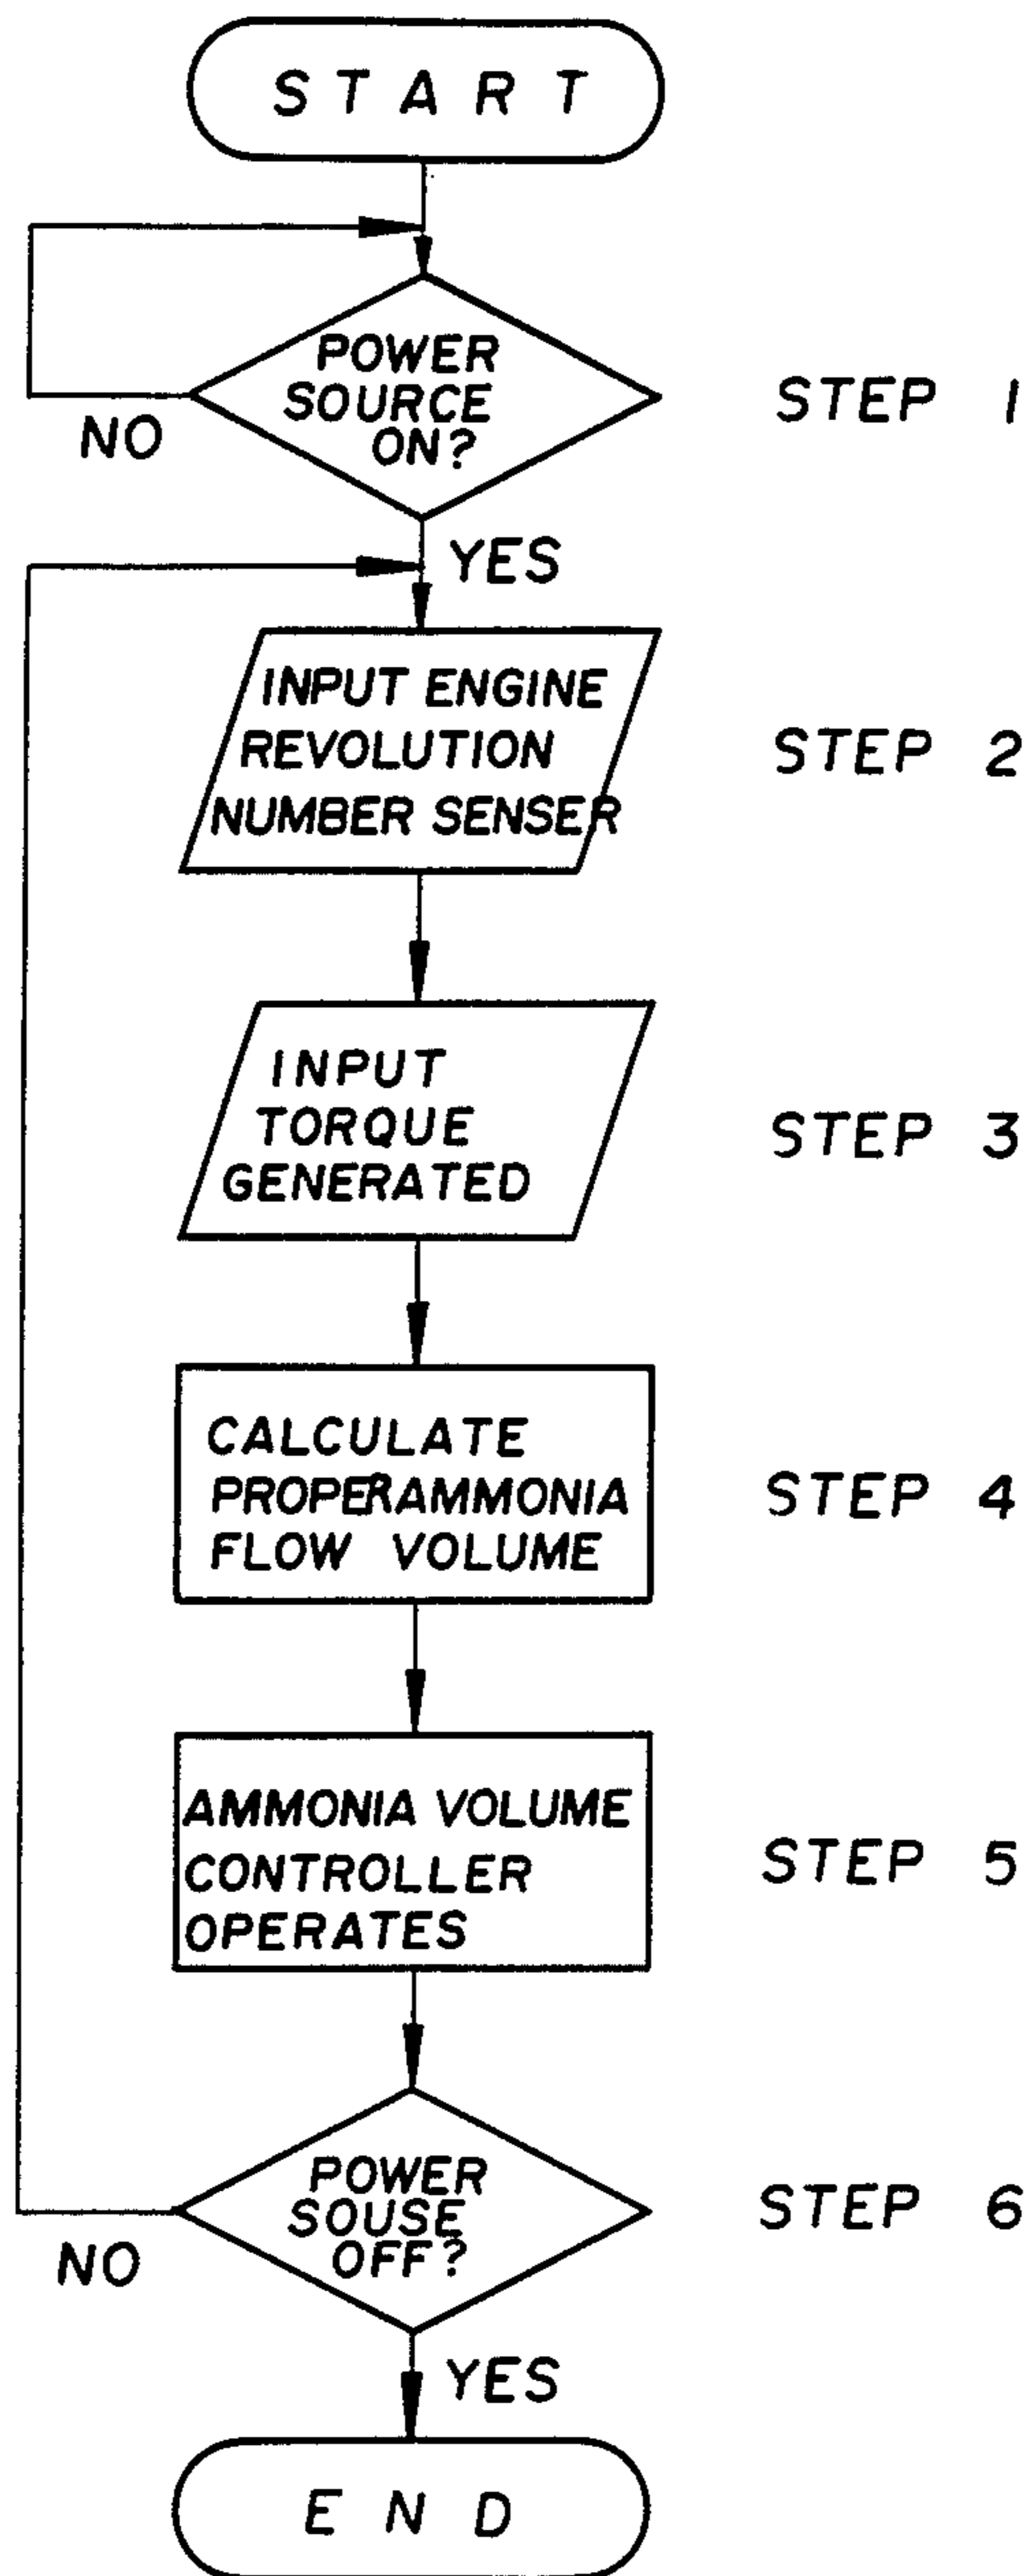 START
POWER
SOURCE
ON?
STEP 1
NO
YES
INPUT ENGINE
REVOLUTION
NUMBER SENSER
STEP 2
INPUT
TORQUE
GENERATED
STEP 3
CALCULATE
PROPER AMMONIA
FLOW VOLUME
STEP 4
AMMONIA VOLUME
CONTROLLER
OPERATES
STEP 5
POWER
SOUSE
OFF?
STEP 6
NO
YES
END